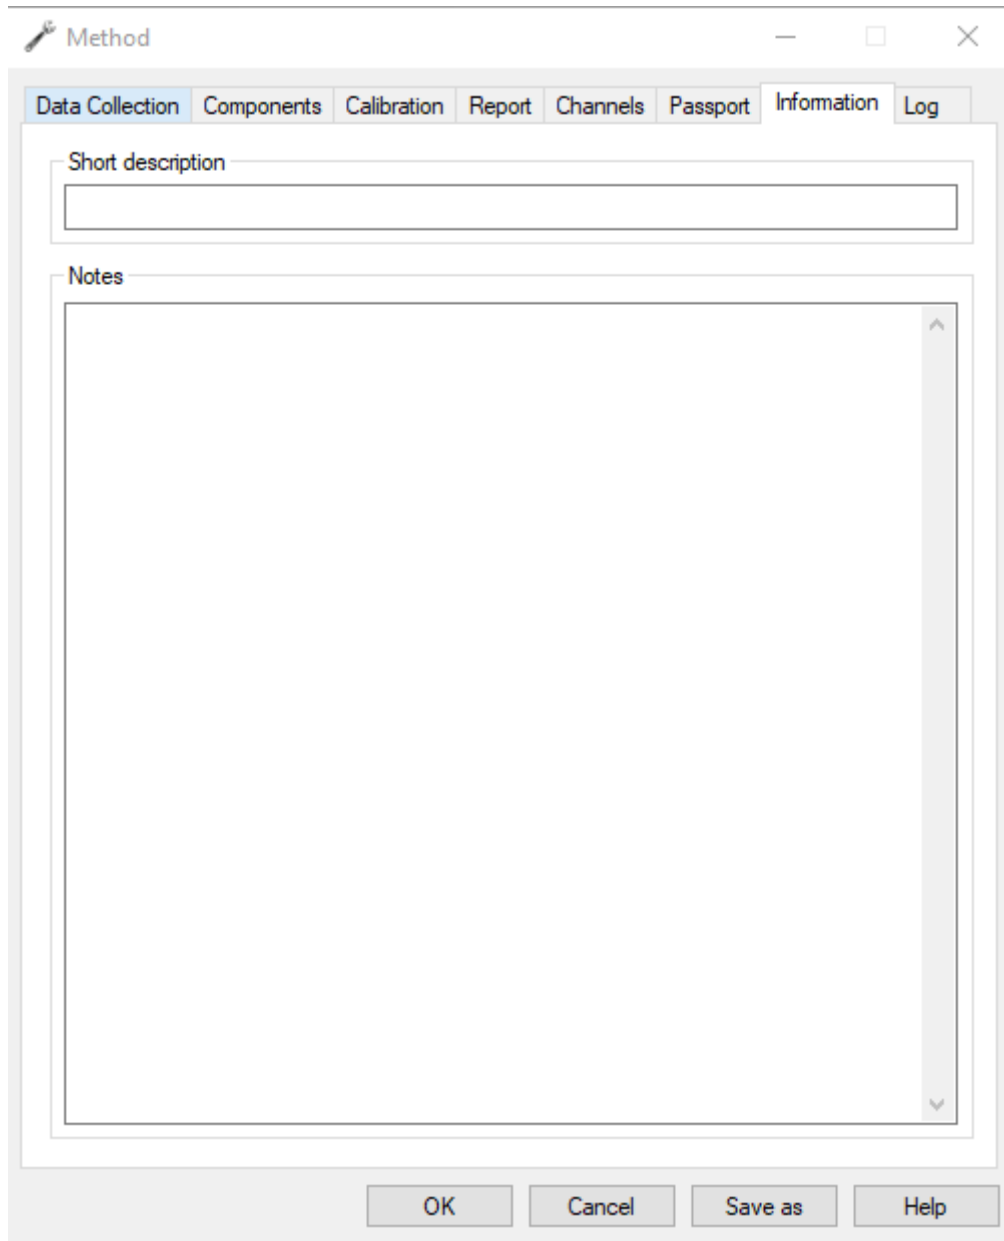 Method
Data Collection Components Calibration Report Channels Passport Information Log
Short description
Notes
OK Cancel Save as Help